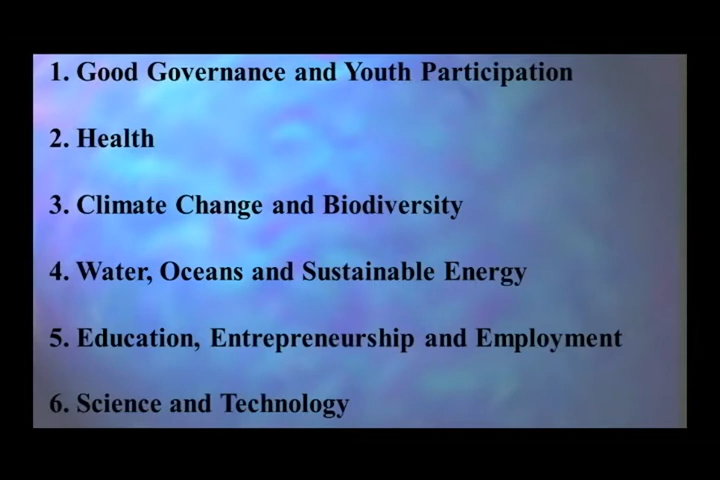 1. Good Governance and Youth Participation
2. Health
3. Climate Change and Biodiversity
4. Water, Oceans and Sustainable Energy
5. Education, Entrepreneurship and Employment
6. Science and Technology